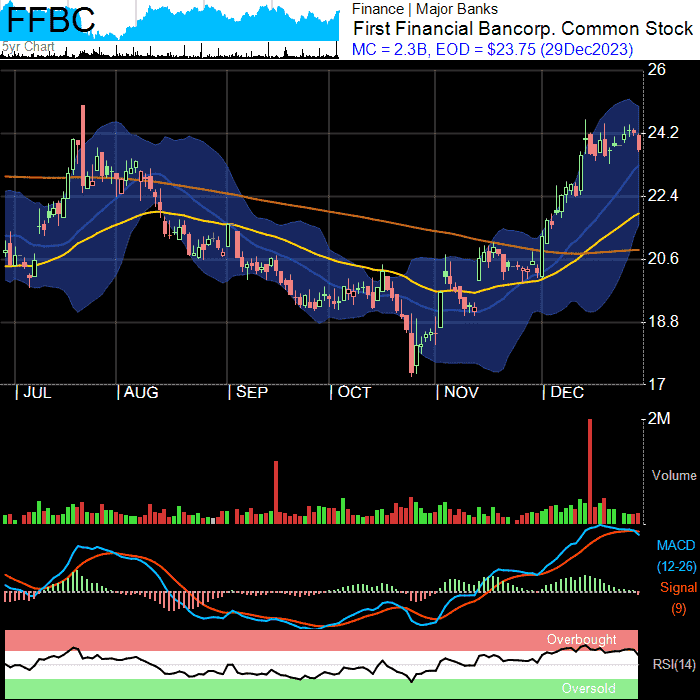 FFBC
5yr Chart
Finance | Major Banks
First Financial Bancorp. Common Stock
MC = 2.3B, EOD = $23.75 (29Dec2023)
26
24.2
22.4
20.6
18.8
17
| JUL | AUG | SEP | OCT | NOV | DEC
2M
Volume
MACD
(12-26)
Signal
(9)
Overbought
RSI(14)
Oversold